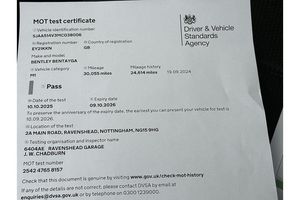 MOT test certificate
Driver & Vehicle
Standards
Agency
Vehicle identification number
SJAAS14V3MC038006
Registration number
Country of registration
EY21KKN
GB
Make and model
BENTLEY BENTAYGA
Vehicle category
Mileage
Mileage history
M1
30,055 miles
24,614 miles
19.09.2024
Pass
Date of the test
Expiry date
10.10.2025
09.10.2026
To preserve the anniversary of the expiry date, the earliest you can present your vehicle for test is
10.09.2026.
Location of the test
2A MAIN ROAD, RAVENSHEAD, NOTTINGHAM, NG15 9HG
Testing organisation and inspector name
6404AE RAVENSHEAD GARAGE
J. W. CHADBURN
MOT test number
2542 4765 8157
Check that this document is genuine by visiting www.gov.uk/check-mot-history
If any of the details are not correct, please contact DVSA by email at
enquiries@dvsa.gov.uk or by telephone on 0300 1239000.